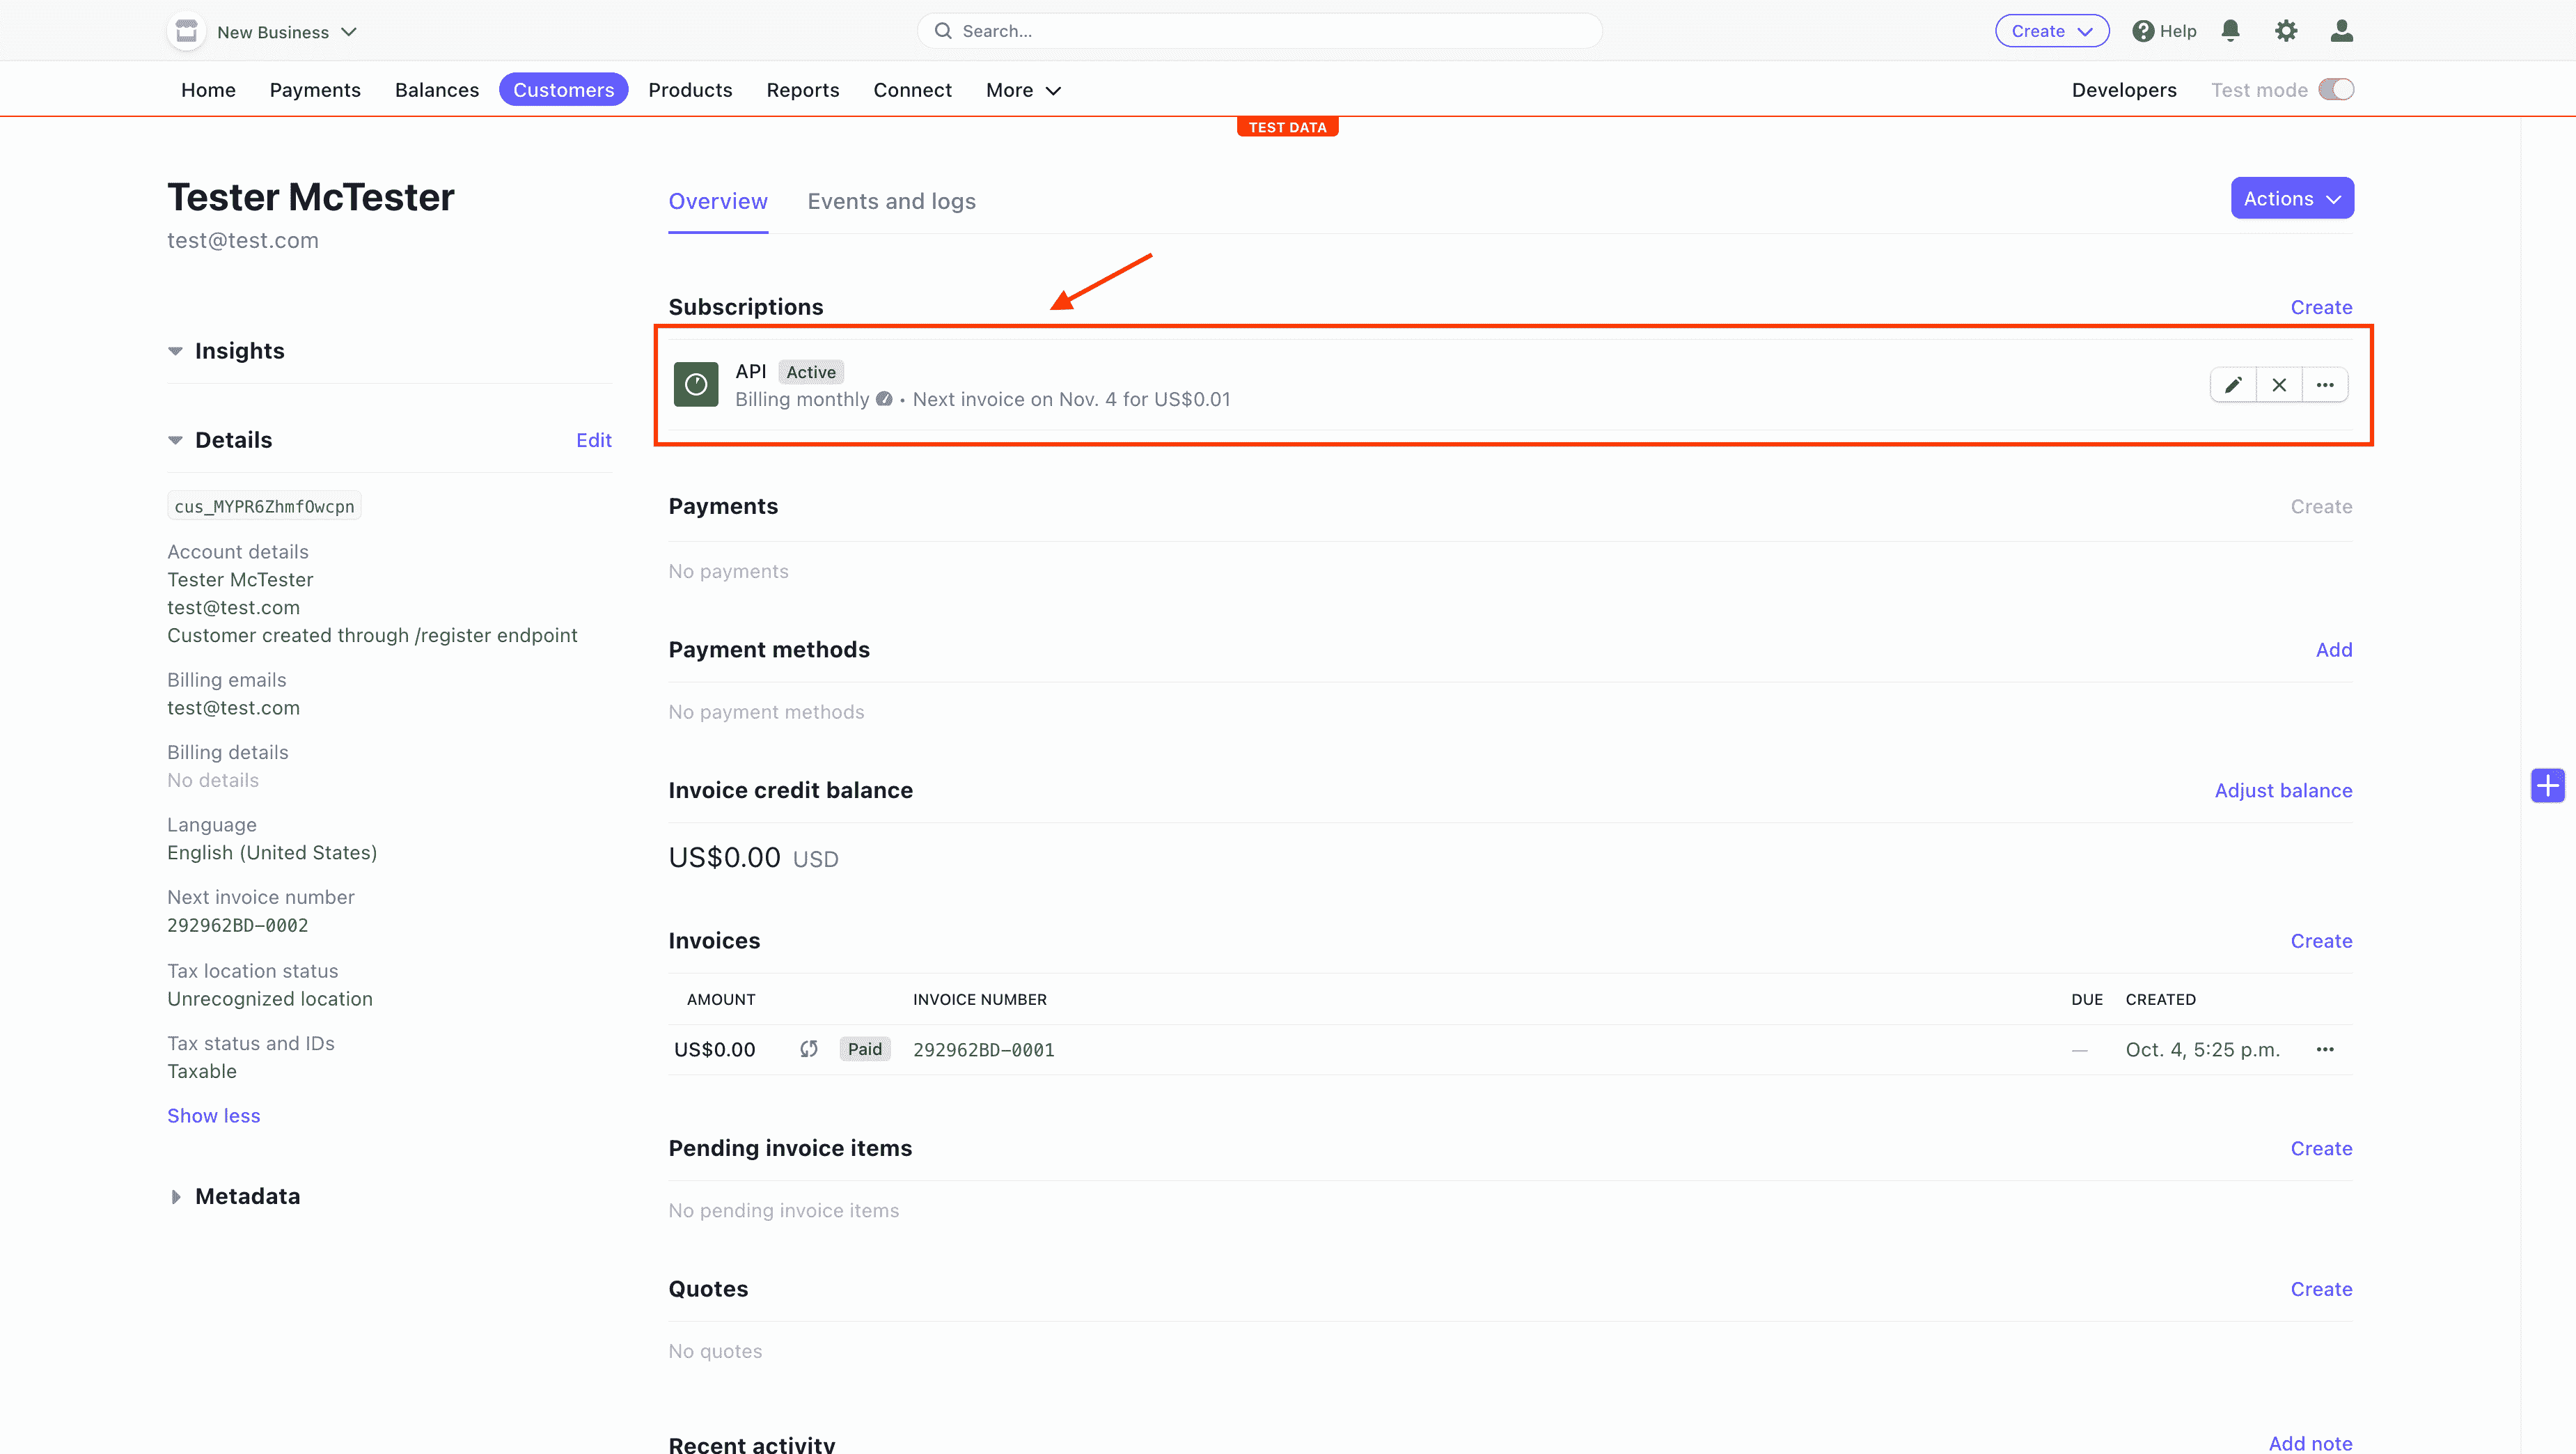 New Business
Search...
Create
Help
Home
Payments
Balances
Customers
Products
Reports
Connect
More
Developers
Test mode
TEST DATA
Tester McTester
test@test.com
Insights
Details
Edit
cus_MYPR6ZhmfOwcpn
Account details
Tester McTester
test@test.com
Customer created through /register endpoint
Billing emails
test@test.com
Billing details
No details
Language
English (United States)
Next invoice number
292962BD-0002
Tax location status
Unrecognized location
Tax status and IDs
Taxable
Show less
Metadata
Overview
Events and logs
Actions
Subscriptions
Create
API Active
Billing monthly • Next invoice on Nov. 4 for US$0.01
Payments
Create
No payments
Payment methods
Add
No payment methods
Invoice credit balance
Adjust balance
US$0.00 USD
Invoices
Create
AMOUNT INVOICE NUMBER DUE CREATED
US$0.00 Paid 292962BD-0001 — Oct. 4, 5:25 p.m.
Pending invoice items
Create
No pending invoice items
Quotes
Create
No quotes
Recent activity
Add note